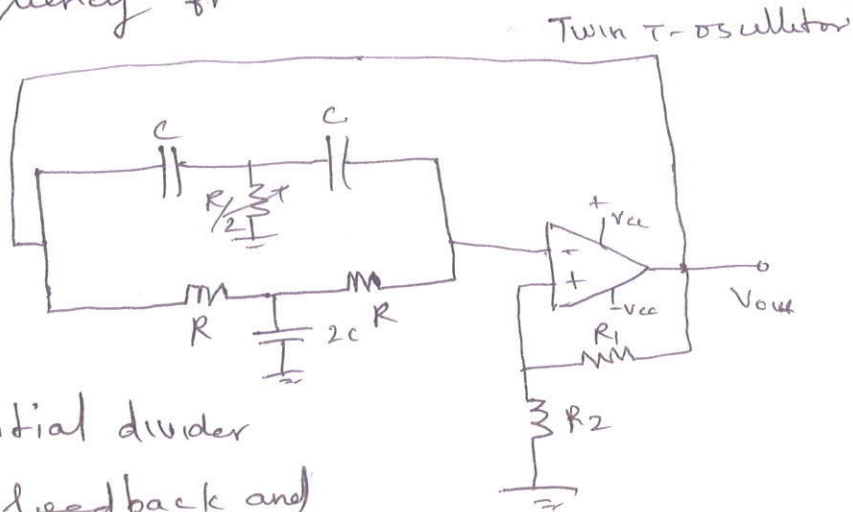 Twin T-oscillator
C
C
R/2
+
Vcc
-
+
-Vcc
Vout
R
R
2C
R1
R2
tial divider
feedback and